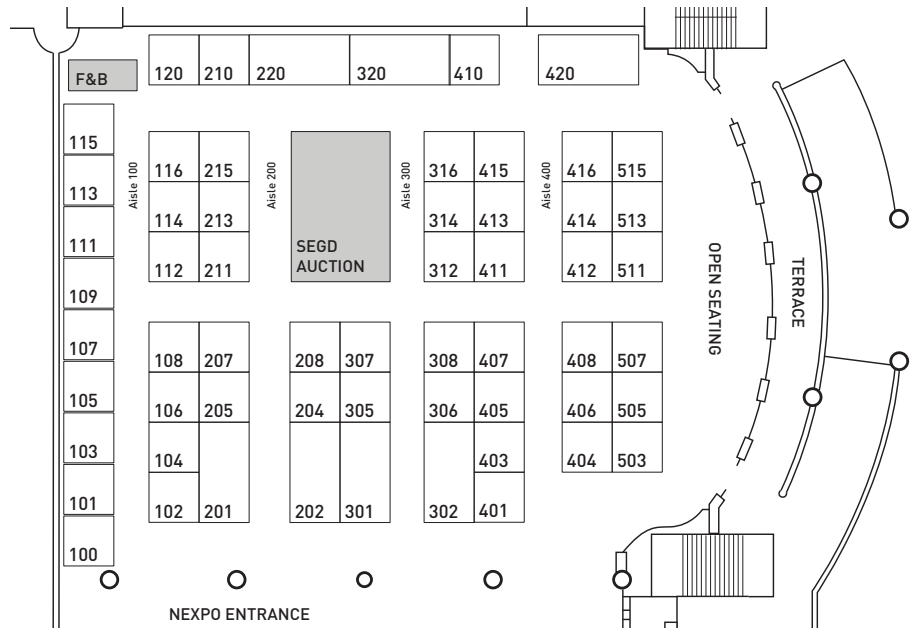 F&B
120 210 220 320 410 420
115
113
111
109
107
105
103
101
100
Aisle 100
Aisle 200
Aisle 300
Aisle 400
116 215
114 213
112 211
SEGD
AUCTION
316 415
314 413
312 411
416 515
414 513
412 511
108 207
106 205
104
102 201
208 307
204 305
202 301
308 407
306 405
403
302 401
408 507
406 505
404 503
OPEN SEATING
TERRACE
NEXPO ENTRANCE